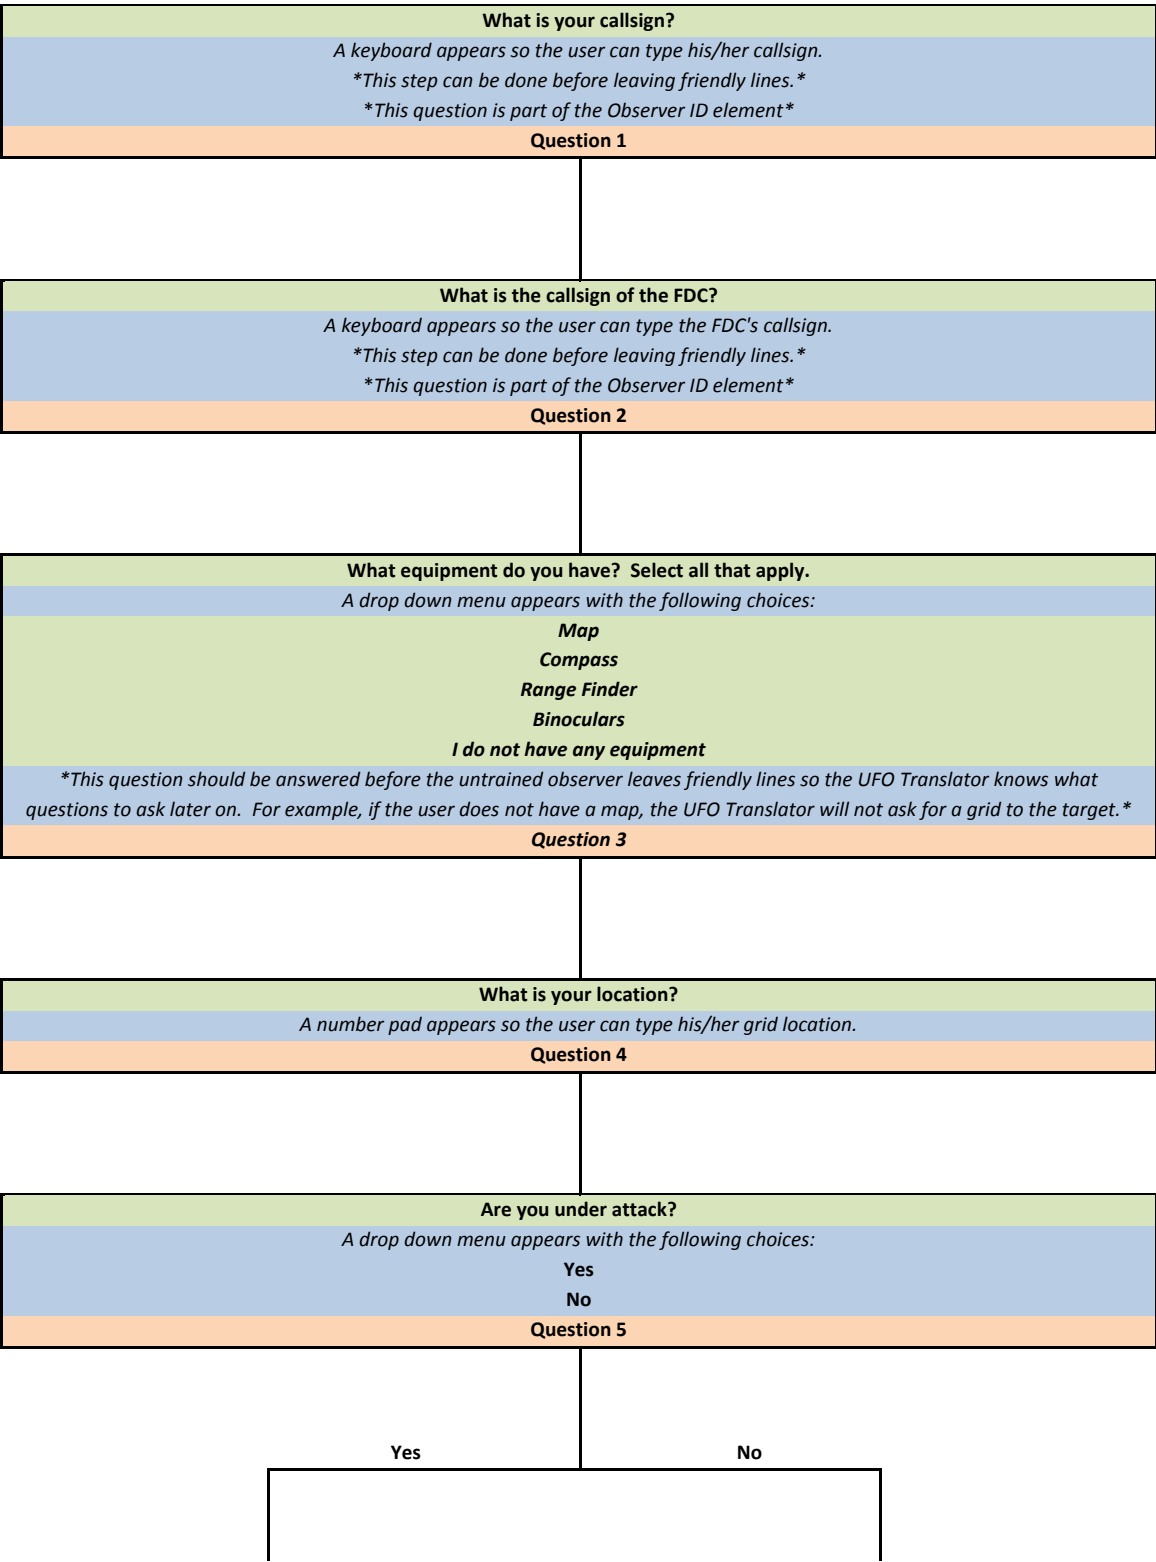 What is your callsign?
A keyboard appears so the user can type his/her callsign.
*This step can be done before leaving friendly lines.*
*This question is part of the Observer ID element*
Question 1
What is the callsign of the FDC?
A keyboard appears so the user can type the FDC's callsign.
*This step can be done before leaving friendly lines.*
*This question is part of the Observer ID element*
Question 2
What equipment do you have?  Select all that apply.
A drop down menu appears with the following choices:
Map
Compass
Range Finder
Binoculars
I do not have any equipment
*This question should be answered before the untrained observer leaves friendly lines so the UFO Translator knows what
questions to ask later on.  For example, if the user does not have a map, the UFO Translator will not ask for a grid to the target.*
Question 3
What is your location?
A number pad appears so the user can type his/her grid location.
Question 4
Are you under attack?
A drop down menu appears with the following choices:
Yes
No
Question 5
Yes No